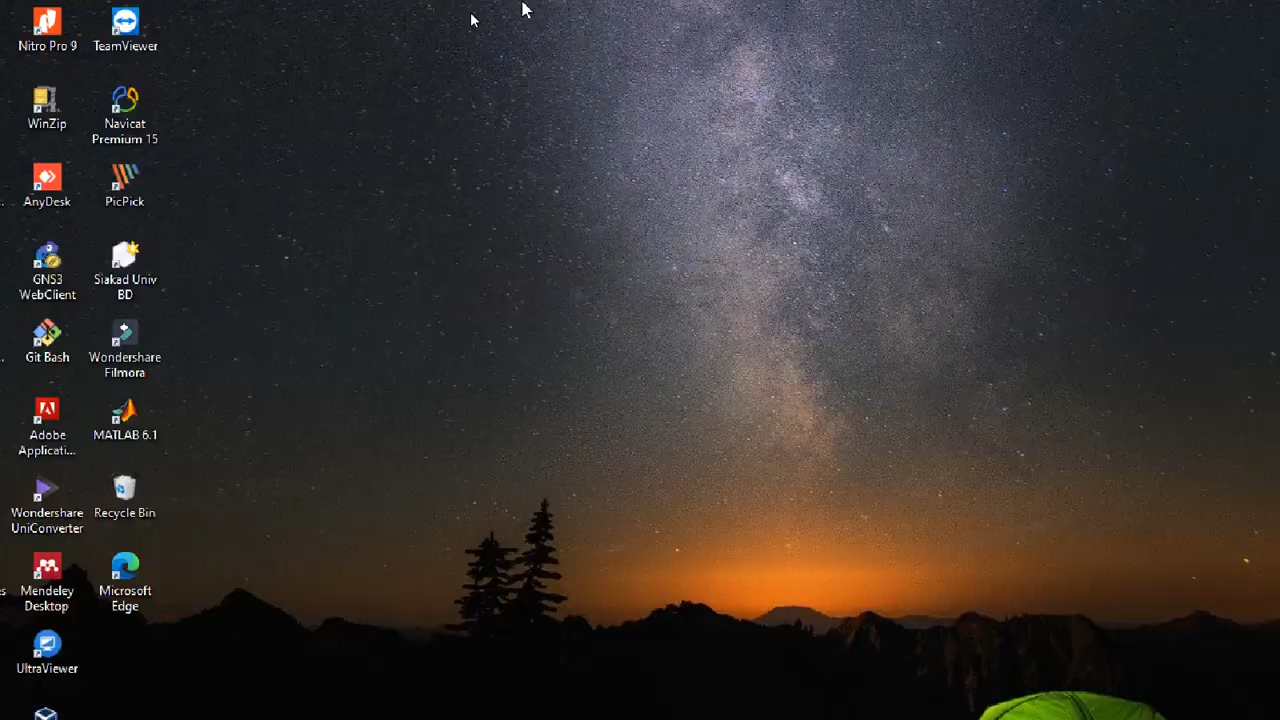 Nitro Pro 9
TeamViewer
WinZip
Navicat
Premium 15
AnyDesk
PicPick
GNS3
WebClient
Siakad Univ
BD
Git Bash
Wondershare
Filmora
Adobe
Applicati...
MATLAB 6.1
Wondershare
UniConverter
Recycle Bin
Mendeley
Desktop
Microsoft
Edge
UltraViewer